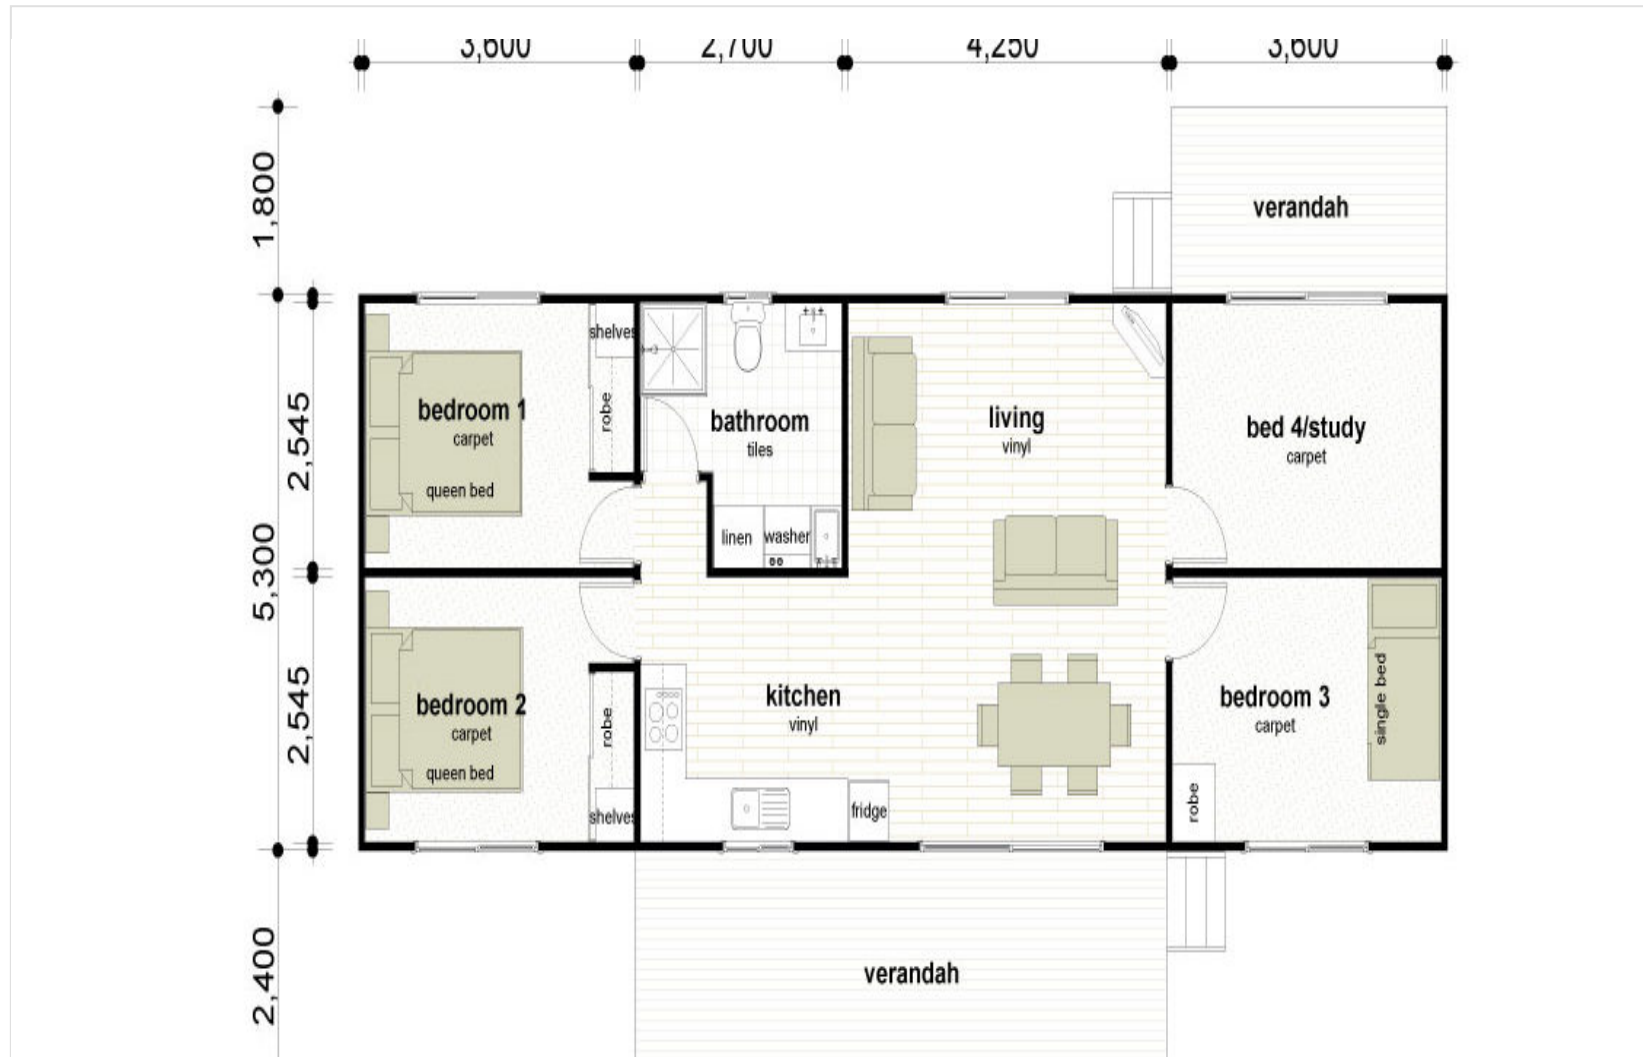 3,600
2,700
4,250
3,600
1,800
verandah
2,545
5,300
2,545
2,400
shelves
robe
bedroom 1
carpet
queen bed
bathroom
tiles
linen
washer
living
vinyl
bed 4/study
carpet
bedroom 2
carpet
queen bed
robe
shelves
kitchen
vinyl
fridge
bedroom 3
carpet
single bed
robe
verandah